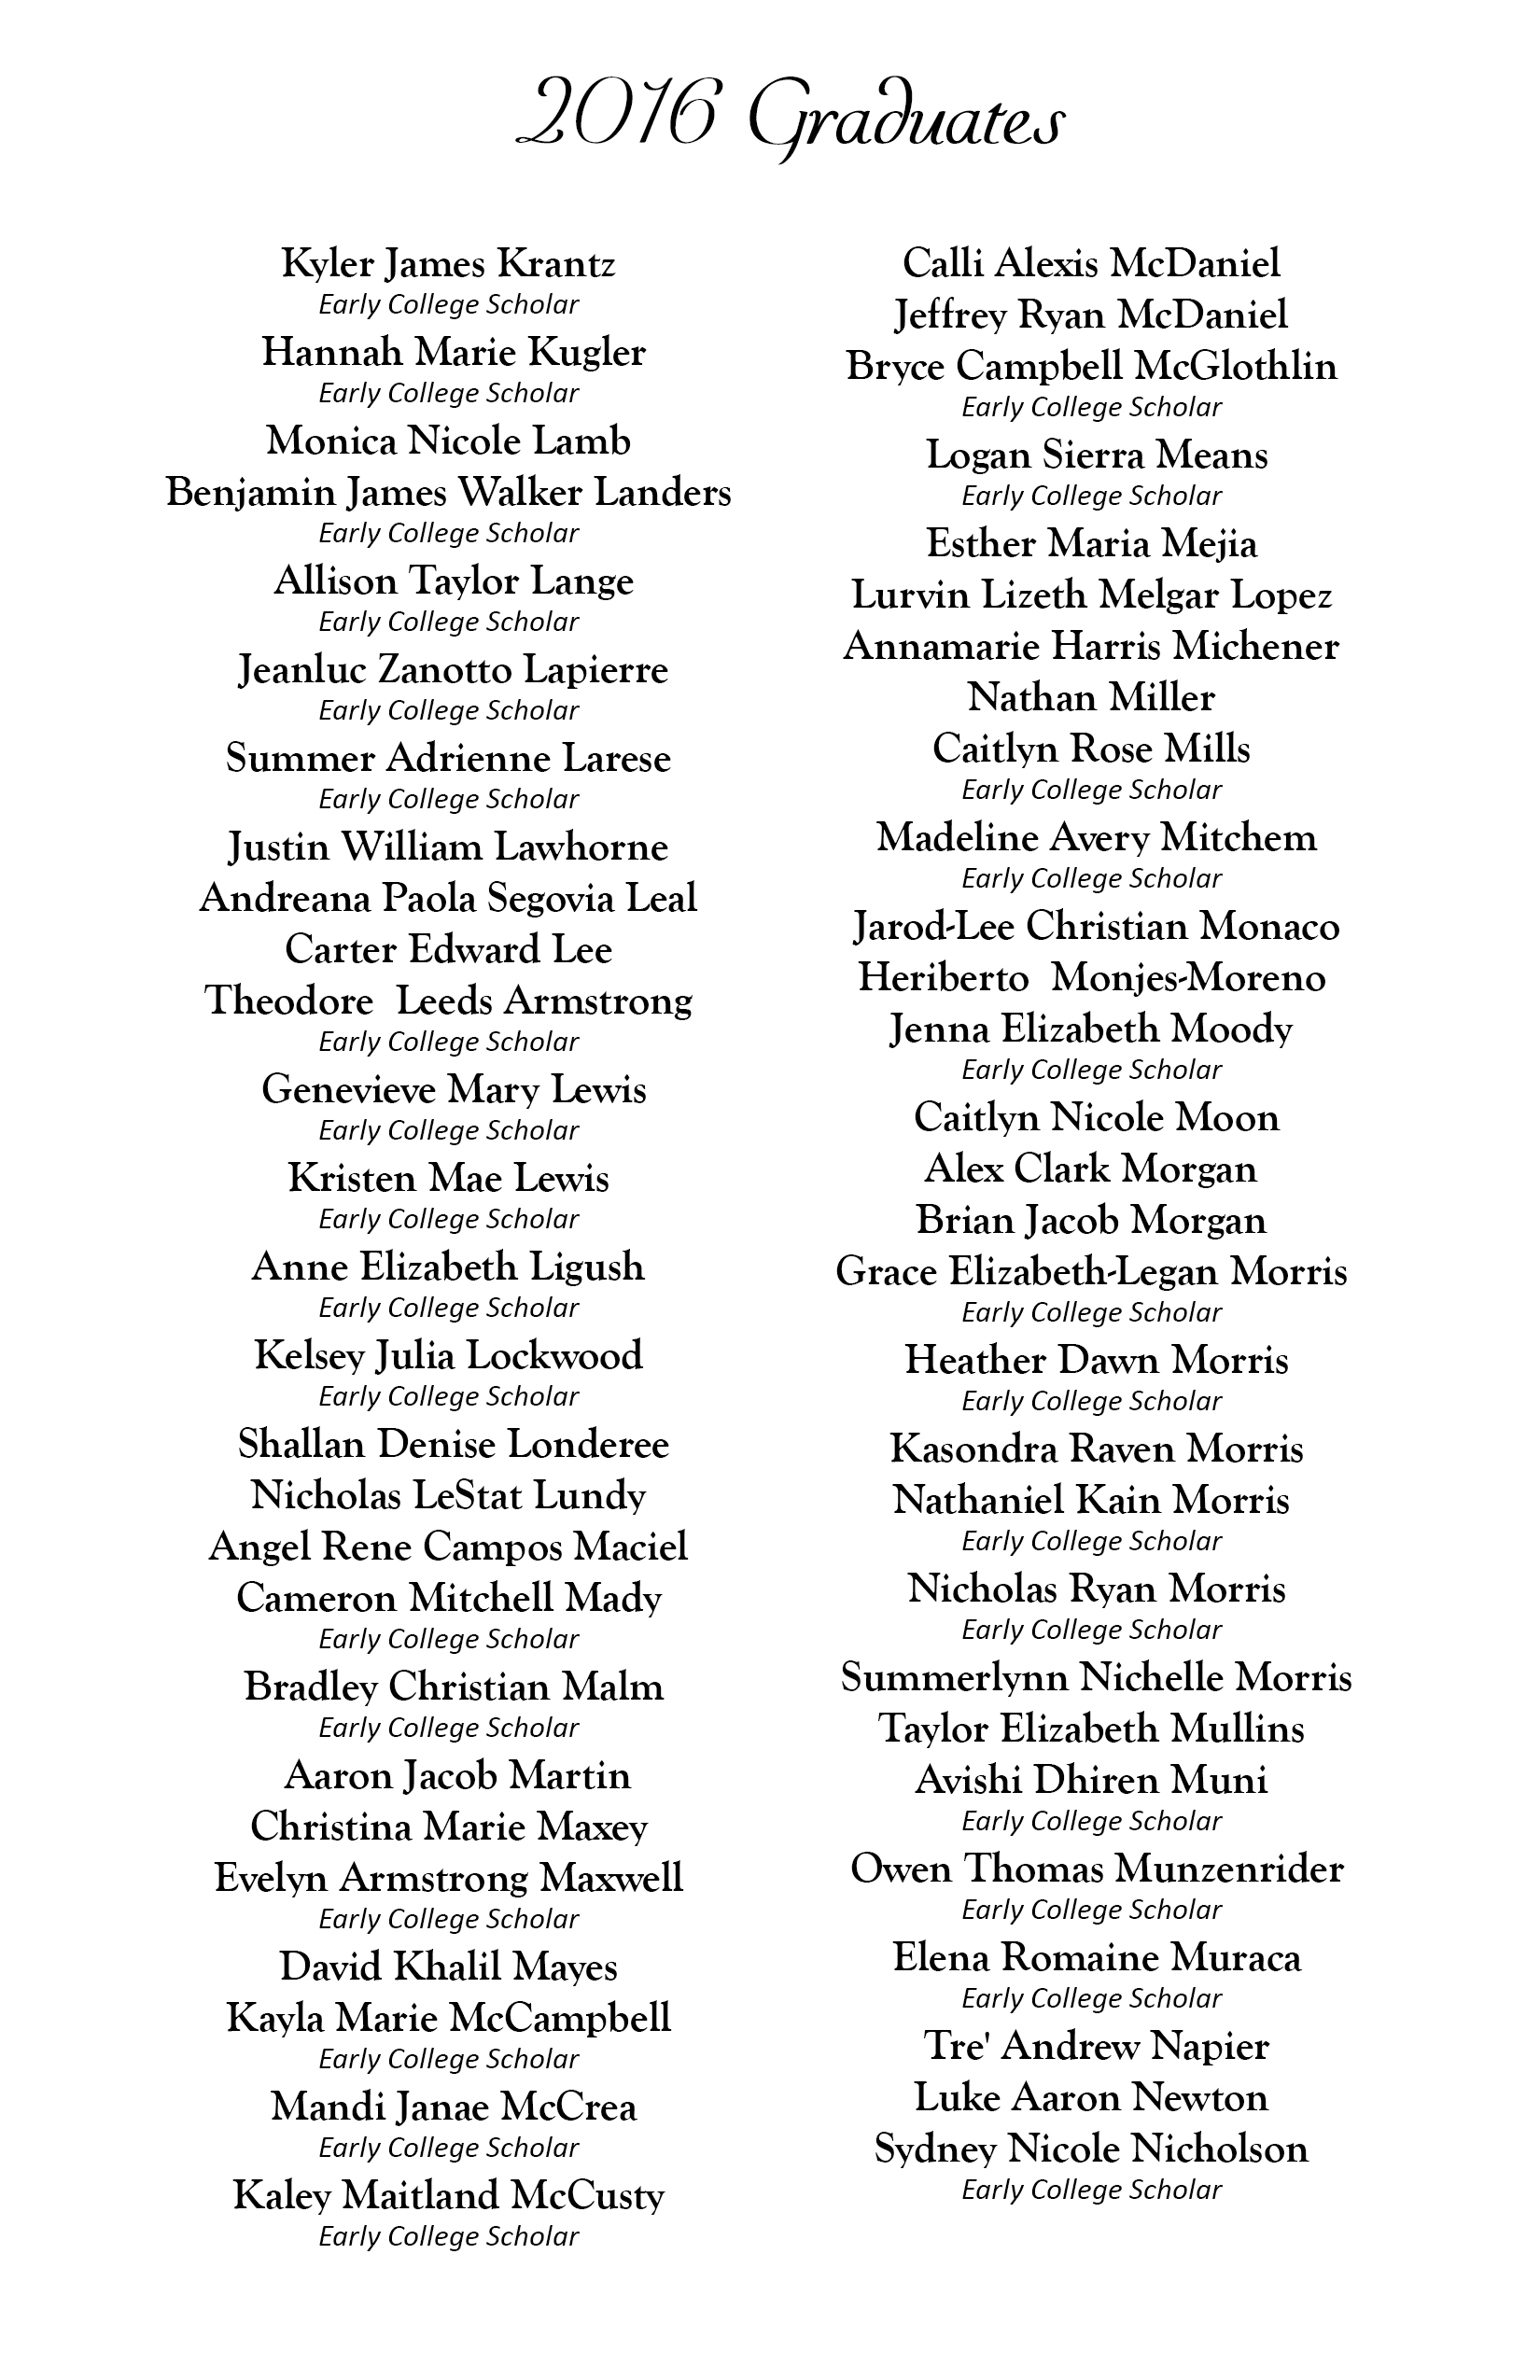 2016 Graduates
Kyler James Krantz
Early College Scholar
Hannah Marie Kugler
Early College Scholar
Monica Nicole Lamb
Benjamin James Walker Landers
Early College Scholar
Allison Taylor Lange
Early College Scholar
Jeanluc Zanotto Lapierre
Early College Scholar
Summer Adrienne Larese
Early College Scholar
Justin William Lawhorne
Andreana Paola Segovia Leal
Carter Edward Lee
Theodore  Leeds Armstrong
Early College Scholar
Genevieve Mary Lewis
Early College Scholar
Kristen Mae Lewis
Early College Scholar
Anne Elizabeth Ligush
Early College Scholar
Kelsey Julia Lockwood
Early College Scholar
Shallan Denise Londeree
Nicholas LeStat Lundy
Angel Rene Campos Maciel
Cameron Mitchell Mady
Early College Scholar
Bradley Christian Malm
Early College Scholar
Aaron Jacob Martin
Christina Marie Maxey
Evelyn Armstrong Maxwell
Early College Scholar
David Khalil Mayes
Kayla Marie McCampbell
Early College Scholar
Mandi Janae McCrea
Early College Scholar
Kaley Maitland McCusty
Early College Scholar
Calli Alexis McDaniel
Jeffrey Ryan McDaniel
Bryce Campbell McGlothlin
Early College Scholar
Logan Sierra Means
Early College Scholar
Esther Maria Mejia
Lurvin Lizeth Melgar Lopez
Annamarie Harris Michener
Nathan Miller
Caitlyn Rose Mills
Early College Scholar
Madeline Avery Mitchem
Early College Scholar
Jarod-Lee Christian Monaco
Heriberto  Monjes-Moreno
Jenna Elizabeth Moody
Early College Scholar
Caitlyn Nicole Moon
Alex Clark Morgan
Brian Jacob Morgan
Grace Elizabeth-Legan Morris
Early College Scholar
Heather Dawn Morris
Early College Scholar
Kasondra Raven Morris
Nathaniel Kain Morris
Early College Scholar
Nicholas Ryan Morris
Early College Scholar
Summerlynn Nichelle Morris
Taylor Elizabeth Mullins
Avishi Dhiren Muni
Early College Scholar
Owen Thomas Munzenrider
Early College Scholar
Elena Romaine Muraca
Early College Scholar
Tre' Andrew Napier
Luke Aaron Newton
Sydney Nicole Nicholson
Early College Scholar